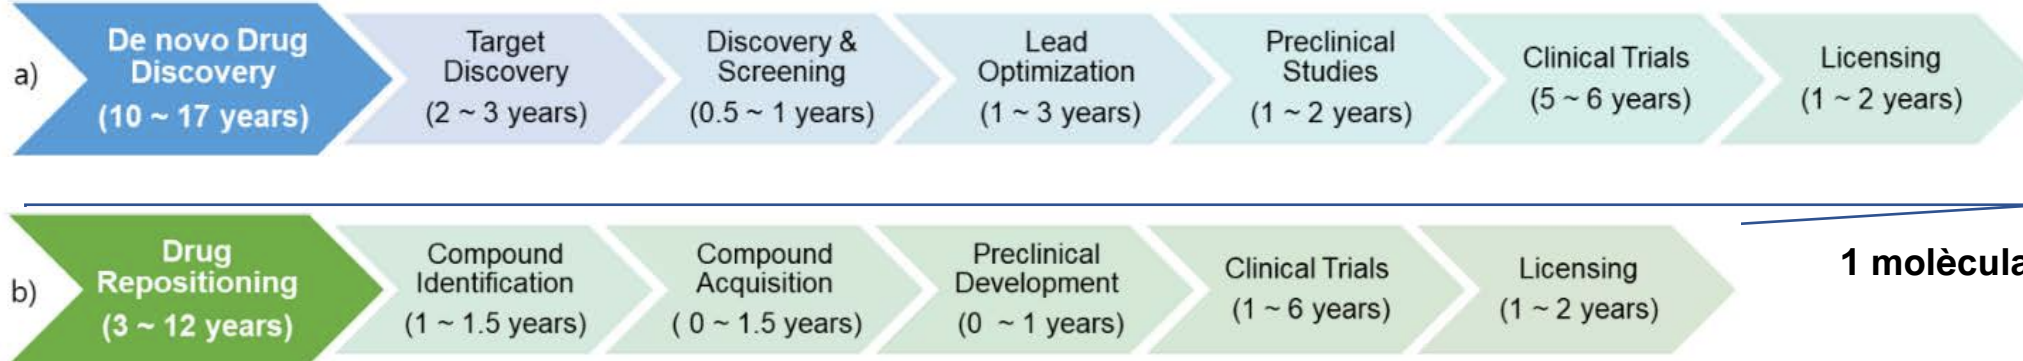 a)
De novo Drug
Discovery
(10 ~ 17 years)
Target
Discovery
(2 ~ 3 years)
Discovery &
Screening
(0.5 ~ 1 years)
Lead
Optimization
(1 ~ 3 years)
Preclinical
Studies
(1 ~ 2 years)
Clinical Trials
(5 ~ 6 years)
Licensing
(1 ~ 2 years)
b)
Drug
Repositioning
(3 ~ 12 years)
Compound
Identification
(1 ~ 1.5 years)
Compound
Acquisition
( 0 ~ 1.5 years)
Preclinical
Development
(0 ~ 1 years)
Clinical Trials
(1 ~ 6 years)
Licensing
(1 ~ 2 years)
1 molècula